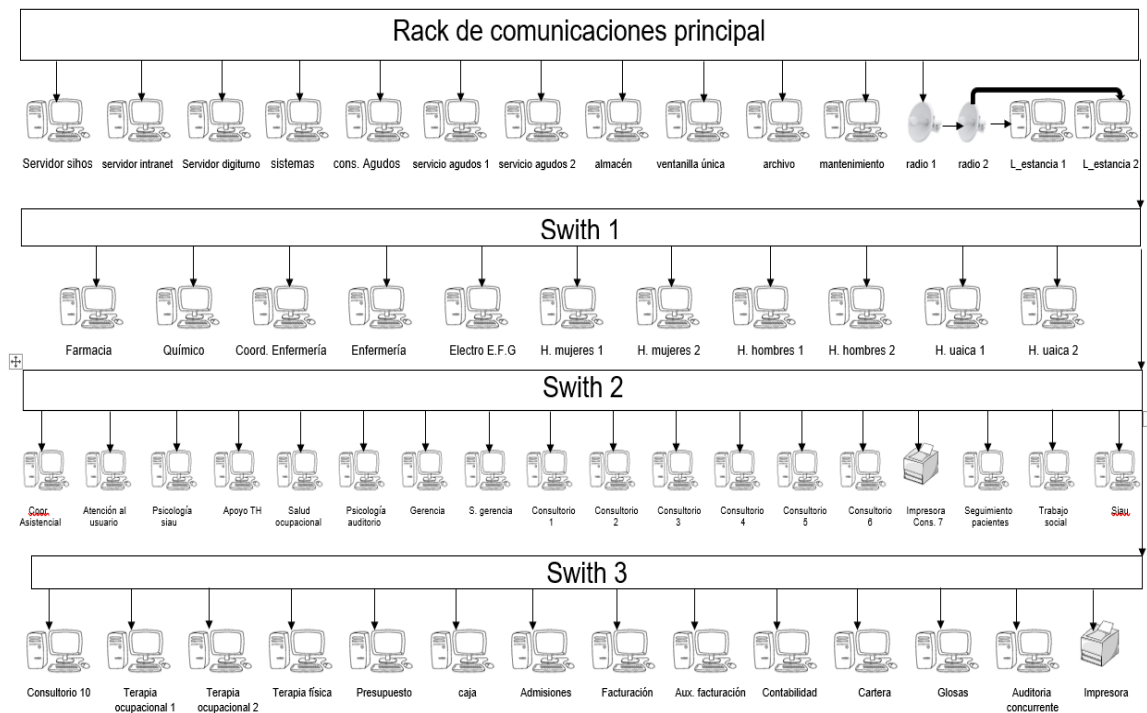 Rack de comunicaciones principal
Servidor sihos servidor intranet Servidor digiturno sistemas cons. Agudos servicio agudos 1 servicio agudos 2 almacén ventanilla única archivo mantenimiento radio 1 radio 2 L_estancia 1 L_estancia 2
Swith 1
Farmacia Químico Coord. Enfermería Enfermería Electro E.F.G H. mujeres 1 H. mujeres 2 H. hombres 1 H. hombres 2 H. uaica 1 H. uaica 2
Swith 2
Coor. Atención al Psicología Apoyo TH Salud Psicología Gerencia S. gerencia Consultorio Consultorio Consultorio Consultorio Consultorio Consultorio Impresora Seguimiento Trabajo Siau
Asistencial usuario siau ocupacional auditorio 1 2 3 4 5 6 Cons. 7 pacientes social
Swith 3
Consultorio 10 Terapia Terapia Terapia física Presupuesto caja Admisiones Facturación Aux. facturación Contabilidad Cartera Glosas Auditoria Impresora
ocupacional 1 ocupacional 2 concurrente